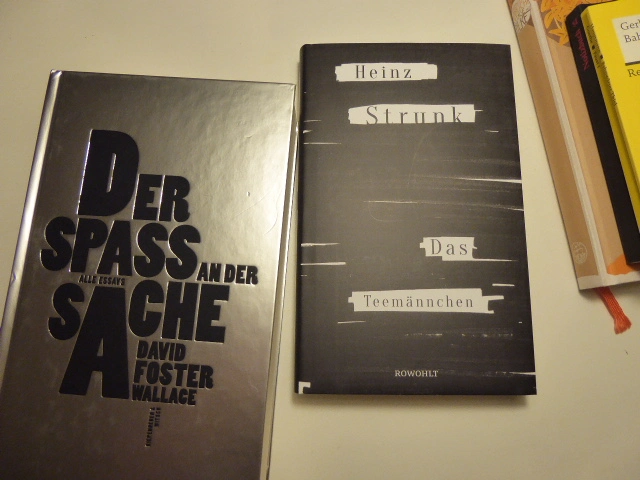 DER
SPASS
AN DER
ALLE ESSAYS
SACHE
DAVID
FOSTER
WALLACE
Heinz
Strunk
Das
Teemännchen
ROWOHLT